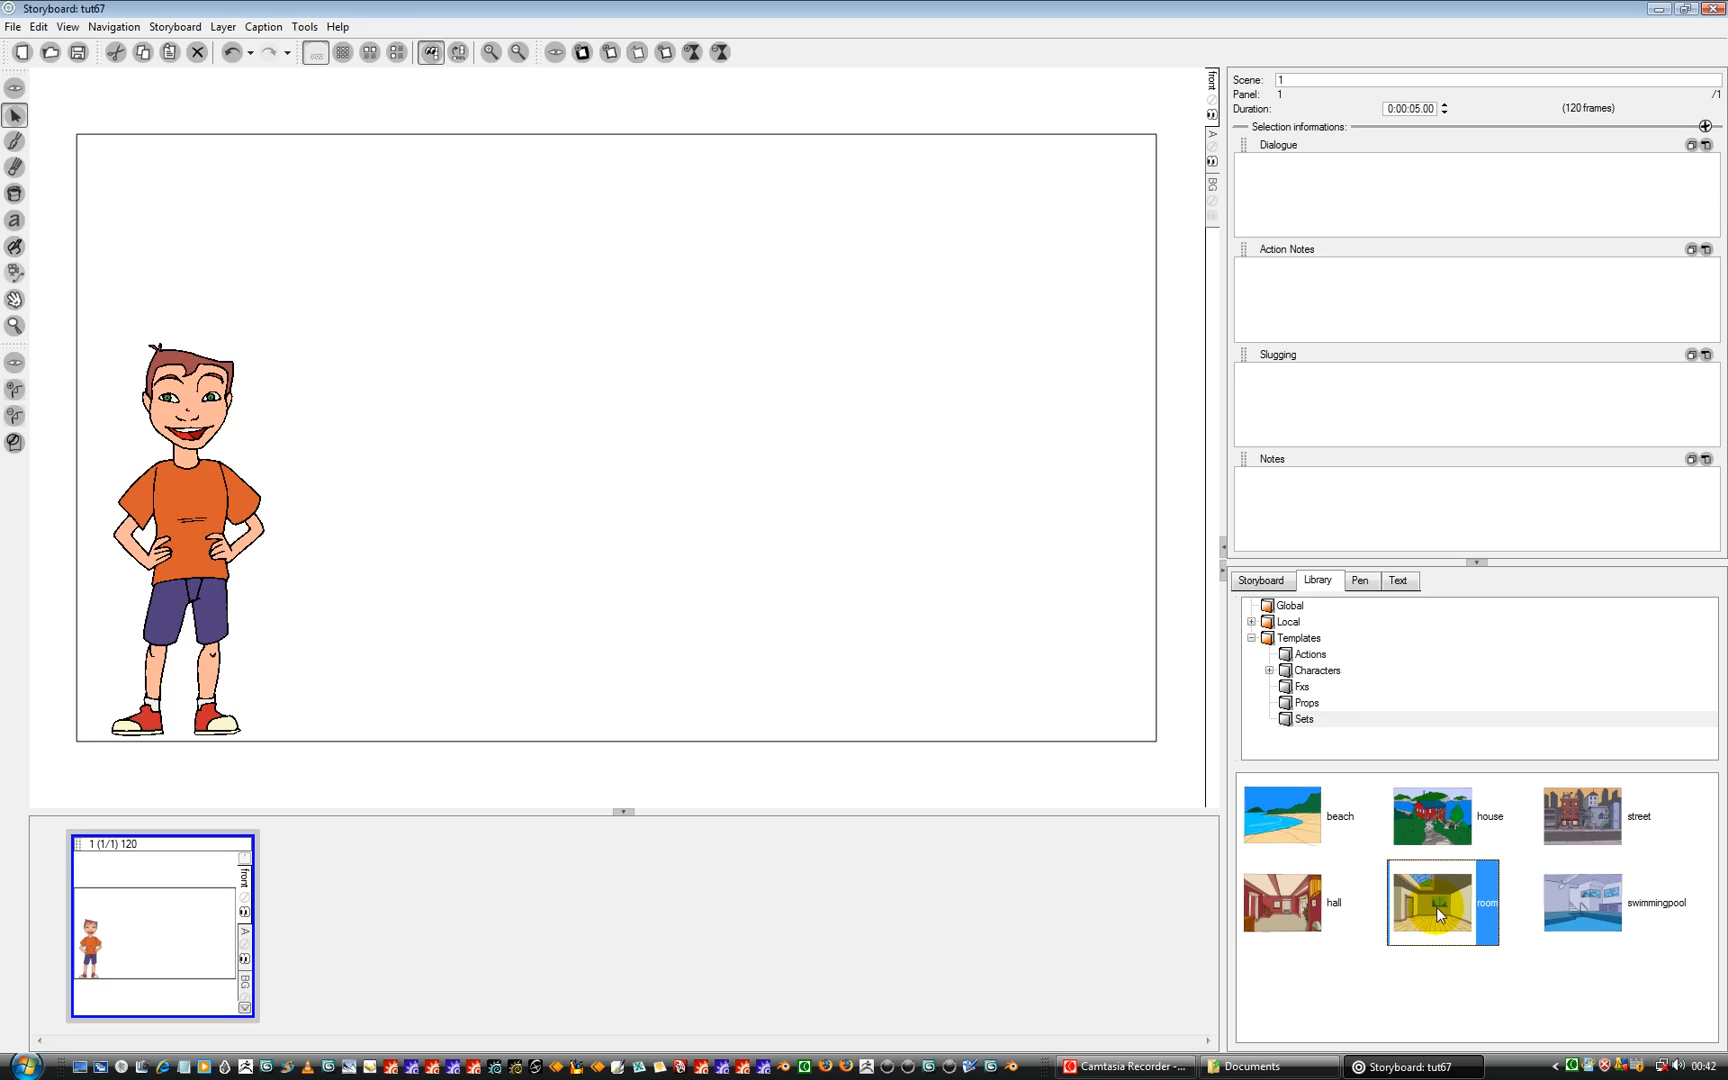 Storyboard: tut67
File Edit View Navigation Storyboard Layer Caption Tools Help
front
A
BG
Scene: 1
Panel: 1 /1
Duration: 0:00:05.00 (120 frames)
Selection informations:
Dialogue
Action Notes
Slugging
Notes
Storyboard Library Pen Text
Global
Local
Templates
Actions
Characters
Fxs
Props
Sets
beach house street
hall room swimmingpool
1 (1/1) 120
front
A
BG
Camtasia Recorder -... Documents Storyboard: tut67 00:42